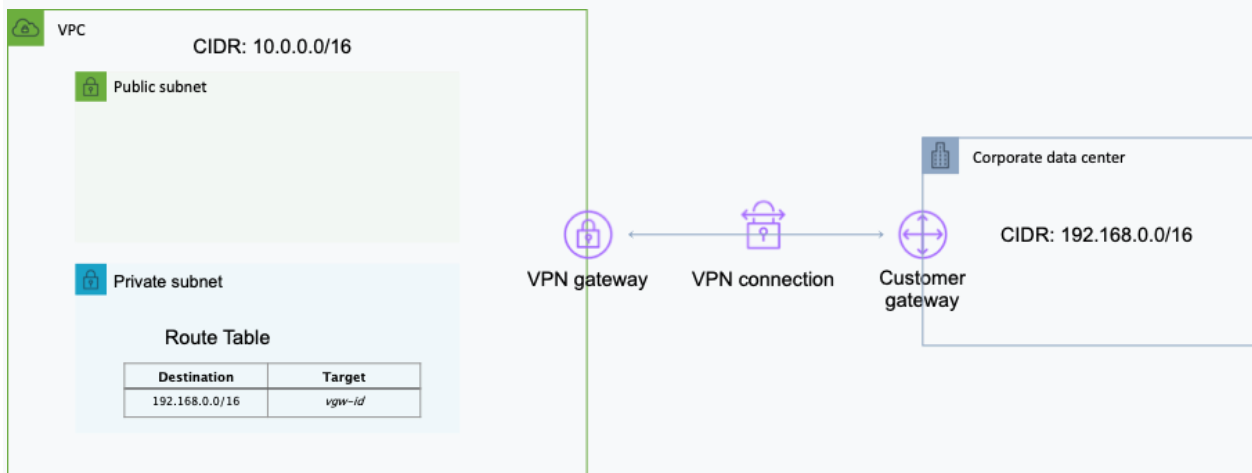 VPC
CIDR: 10.0.0.0/16
Public subnet
Private subnet
Route Table
Destination Target
192.168.0.0/16 vgw-id
VPN gateway
VPN connection
Customer
gateway
Corporate data center
CIDR: 192.168.0.0/16